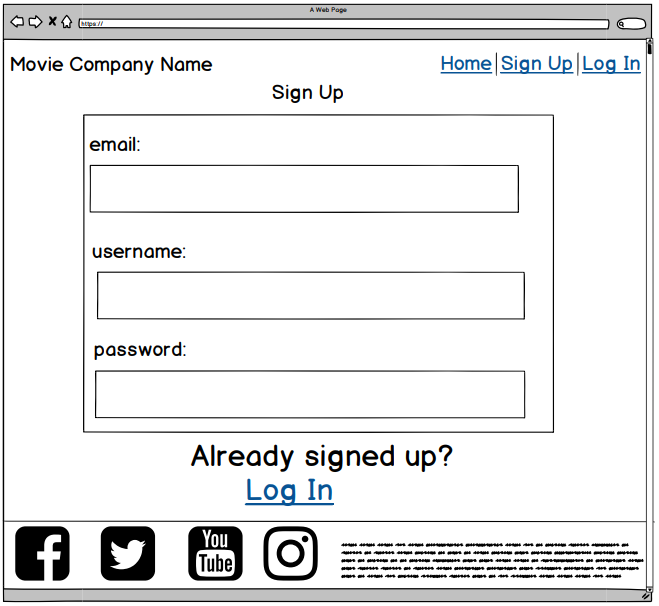 A Web Page
https://
Movie Company Name
Home Sign Up Log In
Sign Up
email:
username:
password:
Already signed up?
Log In
You
Tube